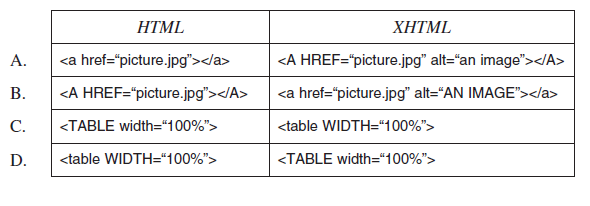 HTML XHTML
A. <a href=“picture.jpg”></a> <A HREF=“picture.jpg” alt=“an image”></A>
B. <A HREF=“picture.jpg”></A> <a href=“picture.jpg” alt=“AN IMAGE”></a>
C. <TABLE width=“100%”> <table WIDTH=“100%”>
D. <table WIDTH=“100%”> <TABLE width=“100%”>